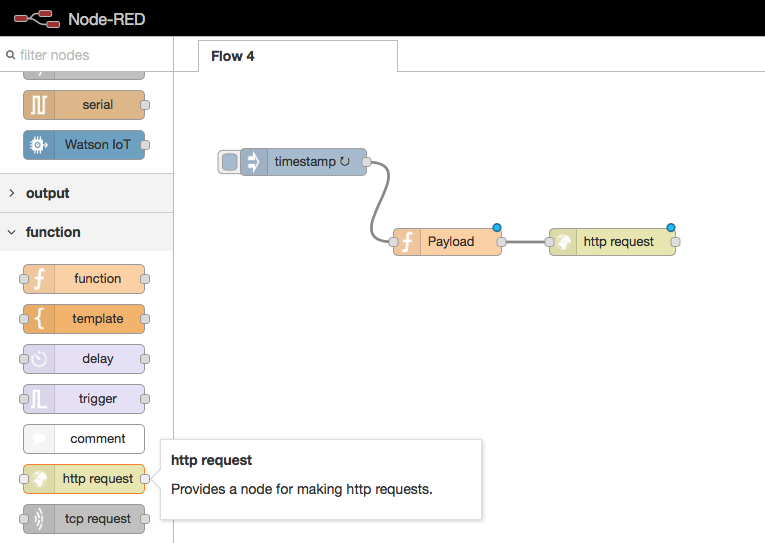 Node-RED
filter nodes
Flow 4
serial
Watson IoT
output
function
function
template
delay
trigger
comment
http request
tcp request
timestamp ↻
Payload
http request
http request
Provides a node for making http requests.